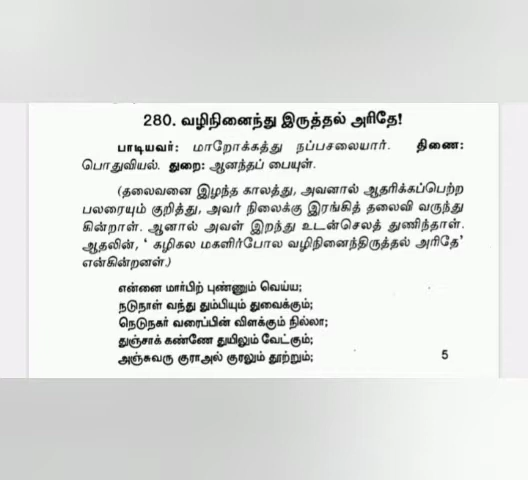 280. வழிநினைந்து இருத்தல் அரிதே!
பாடியவர்: மாறோக்கத்து நப்பசலையார். திணை:
பொதுவியல். துறை: ஆனந்தப் பையுள்.
(தலைவனை இழந்த காலத்து, அவனால் ஆதரிக்கப்பெற்ற
பலரையும் குறித்து, அவர் நிலைக்கு இரங்கித் தலைவி வருந்து
கின்றாள். ஆனால் அவள் இறந்து உடன்செலத் துணிந்தாள்.
ஆதலின், ‘ கழிகல மகளிர்போல வழிநினைந்திருத்தல் அரிதே’
என்கின்றனள்.)
என்னை மார்பிற் புண்ணும் வெய்ய;
நடுநாள் வந்து தும்பியும் துவைக்கும்;
நெடுநகர் வரைப்பின் விளக்கும் நில்லா;
துஞ்சாக் கண்ணே துயிலும் வேட்கும்;
அஞ்சுவரு குராஅல் குரலும் தூற்றும்; 5